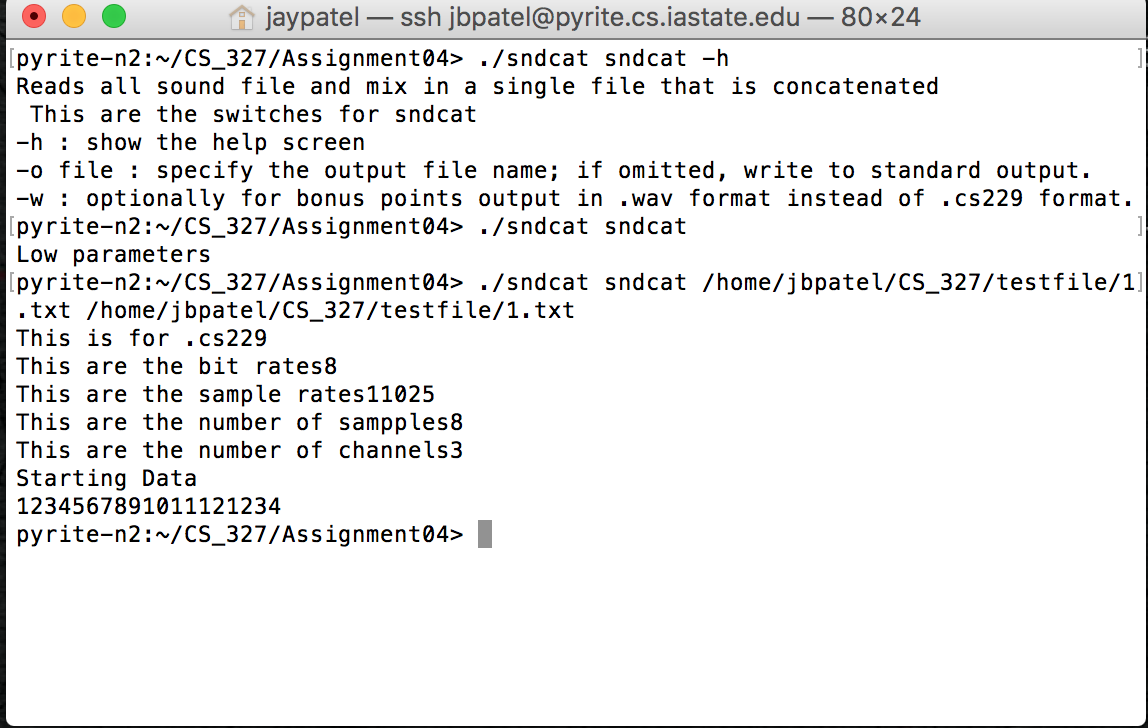 jaypatel — ssh jbpatel@pyrite.cs.iastate.edu — 80×24
[pyrite-n2:~/CS_327/Assignment04> ./sndcat sndcat -h ]
Reads all sound file and mix in a single file that is concatenated
 This are the switches for sndcat
-h : show the help screen
-o file : specify the output file name; if omitted, write to standard output.
-w : optionally for bonus points output in .wav format instead of .cs229 format.
[pyrite-n2:~/CS_327/Assignment04> ./sndcat sndcat ]
Low parameters
[pyrite-n2:~/CS_327/Assignment04> ./sndcat sndcat /home/jbpatel/CS_327/testfile/1]
.txt /home/jbpatel/CS_327/testfile/1.txt
This is for .cs229
This are the bit rates8
This are the sample rates11025
This are the number of sampples8
This are the number of channels3
Starting Data
1234567891011121234
pyrite-n2:~/CS_327/Assignment04>